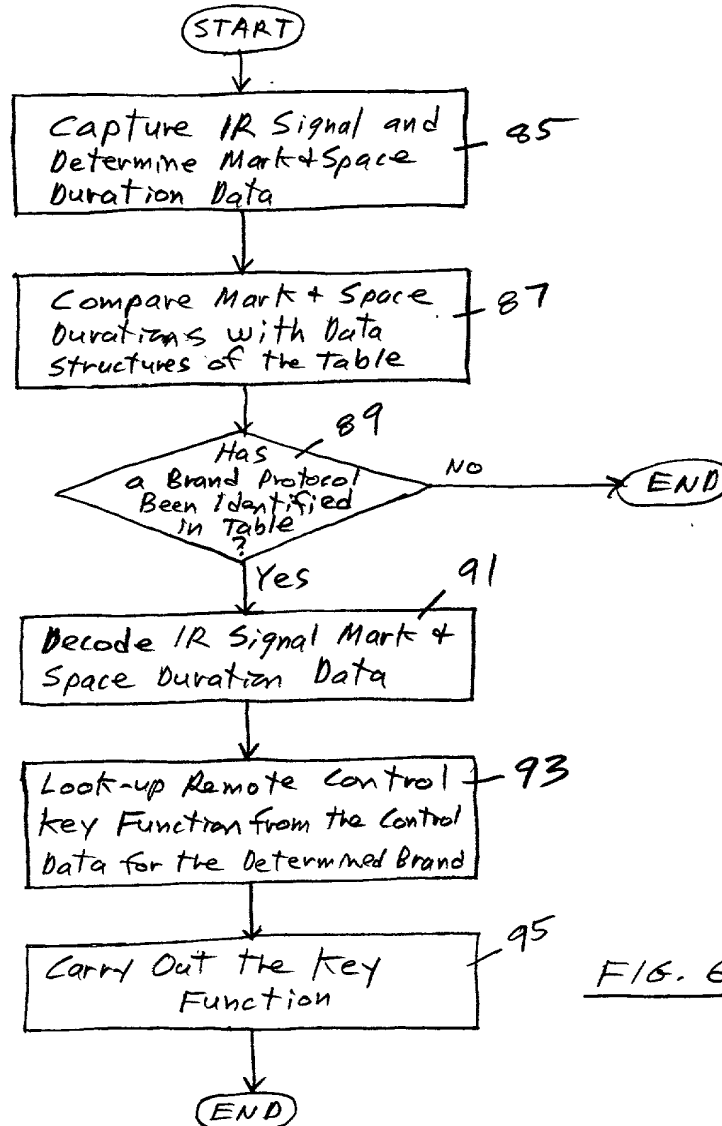 START
Capture IR Signal and
Determine Mark & Space
Duration Data
85
Compare Mark + Space
Durations with Data
Structures of the Table
87
89
Has
a Brand Protocol
Been Identified
in Table
?
NO
END
Yes
91
Decode IR Signal Mark +
Space Duration Data
Look-up Remote Control
Key Function from the Control
Data for the Determined Brand
93
Carry Out the Key
Function
95
FIG. 6
END